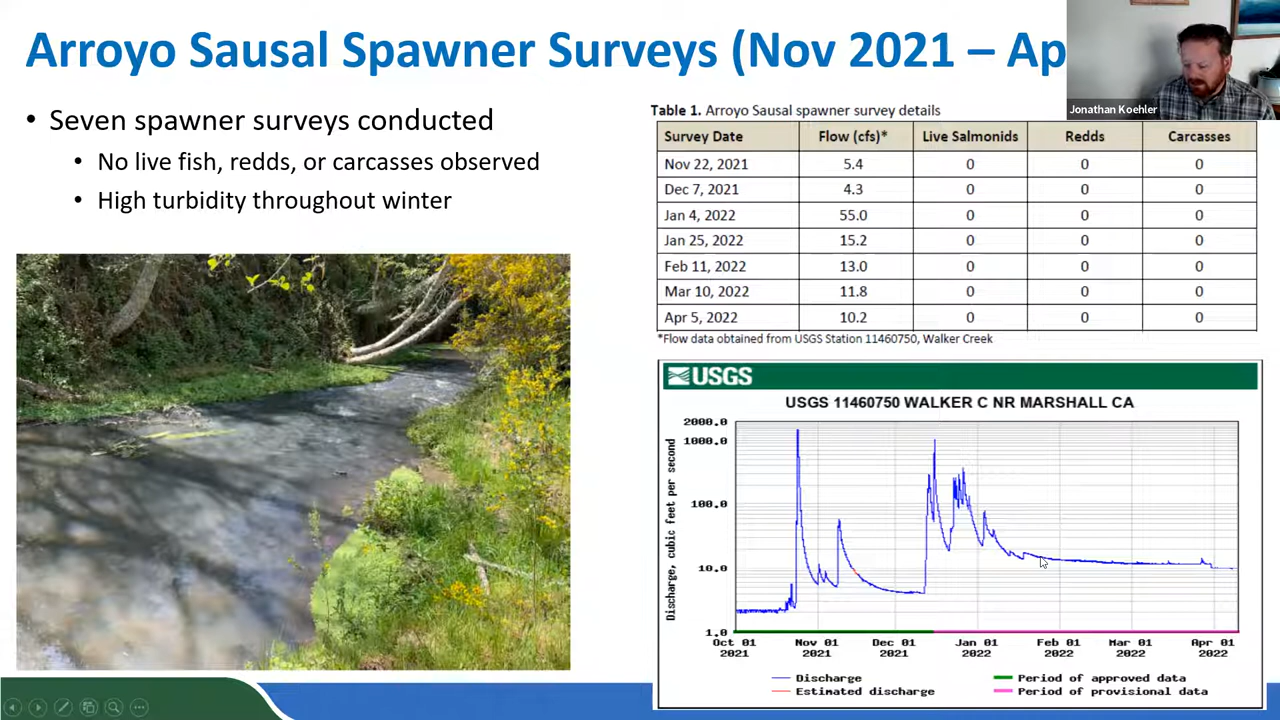 Arroyo Sausal Spawner Surveys (Nov 2021 – Ap
Jonathan Koehler
• Seven spawner surveys conducted
• No live fish, redds, or carcasses observed
• High turbidity throughout winter
Table 1. Arroyo Sausal spawner survey details
Survey Date Flow (cfs)* Live Salmonids Redds Carcasses
Nov 22, 2021 5.4 0 0 0
Dec 7, 2021 4.3 0 0 0
Jan 4, 2022 55.0 0 0 0
Jan 25, 2022 15.2 0 0 0
Feb 11, 2022 13.0 0 0 0
Mar 10, 2022 11.8 0 0 0
Apr 5, 2022 10.2 0 0 0
*Flow data obtained from USGS Station 11460750, Walker Creek
USGS
USGS 11460750 WALKER C NR MARSHALL CA
Discharge, cubic feet per second
2000.0
1000.0
100.0
10.0
1.0
Oct 01 Nov 01 Dec 01 Jan 01 Feb 01 Mar 01 Apr 01
2021 2021 2021 2022 2022 2022 2022
Discharge Period of approved data
Estimated discharge Period of provisional data